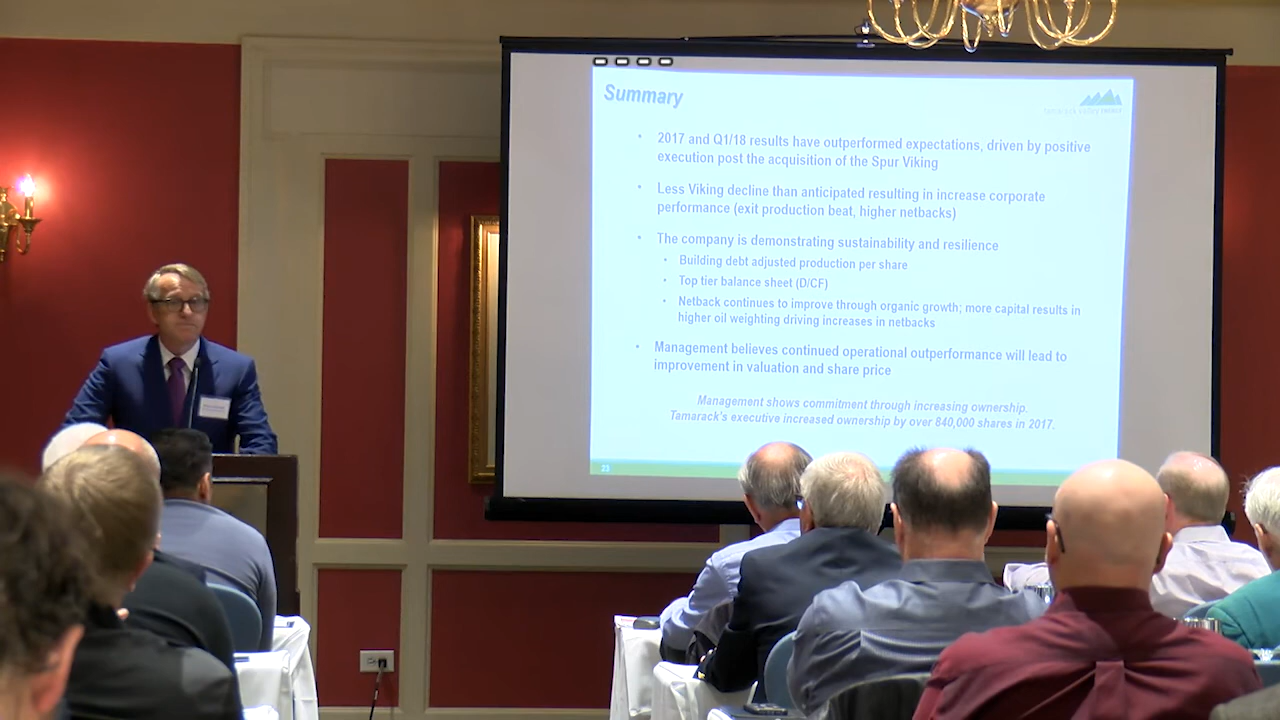 Summary
tamarack valley ENERGY
2017 and Q1/18 results have outperformed expectations, driven by positive
execution post the acquisition of the Spur Viking
Less Viking decline than anticipated resulting in increase corporate
performance (exit production beat, higher netbacks)
The company is demonstrating sustainability and resilience
Building debt adjusted production per share
Top tier balance sheet (D/CF)
Netback continues to improve through organic growth; more capital results in
higher oil weighting driving increases in netbacks
Management believes continued operational outperformance will lead to
improvement in valuation and share price
Management shows commitment through increasing ownership.
Tamarack's executive increased ownership by over 840,000 shares in 2017.
23